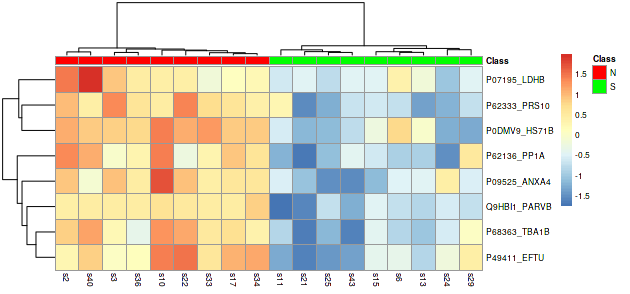 Class
P07195_LDHB
P62333_PRS10
P0DMV9_HS71B
P62136_PP1A
P09525_ANXA4
Q9HBI1_PARVB
P68363_TBA1B
P49411_EFTU
s2 s40 s3 s36 s10 s22 s33 s17 s34 s11 s21 s25 s43 s15 s6 s13 s24 s29
1.5
1
0.5
0
-0.5
-1
-1.5
Class
N
S